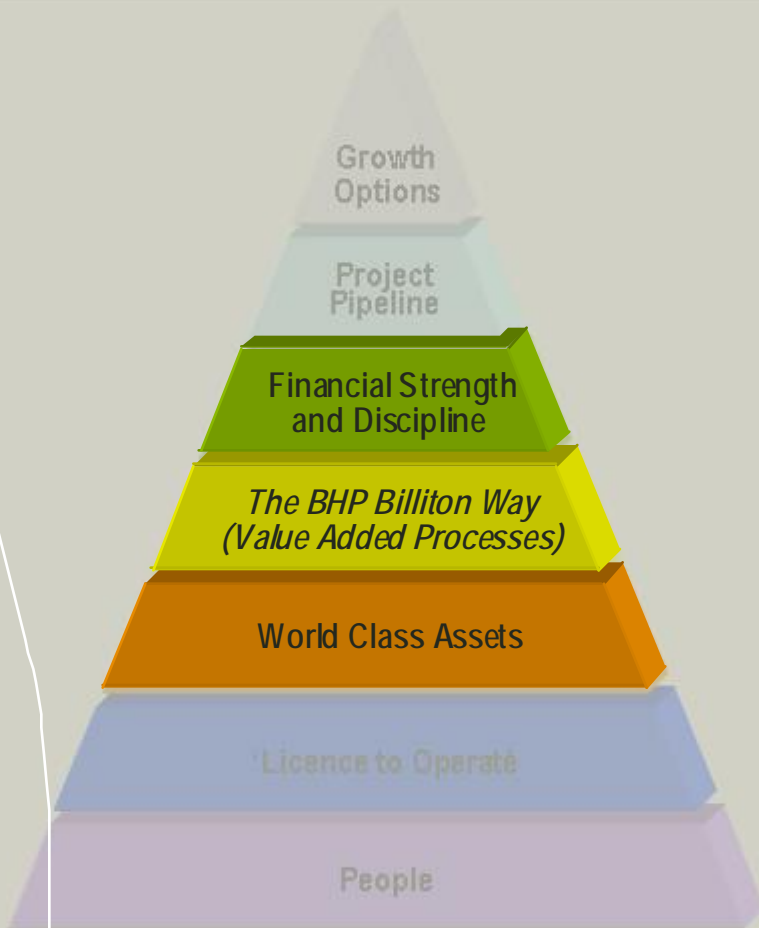 Growth
Options
Project
Pipeline
Financial Strength
and Discipline
The BHP Billiton Way
(Value Added Processes)
World Class Assets
‘Licence to Operate’
People